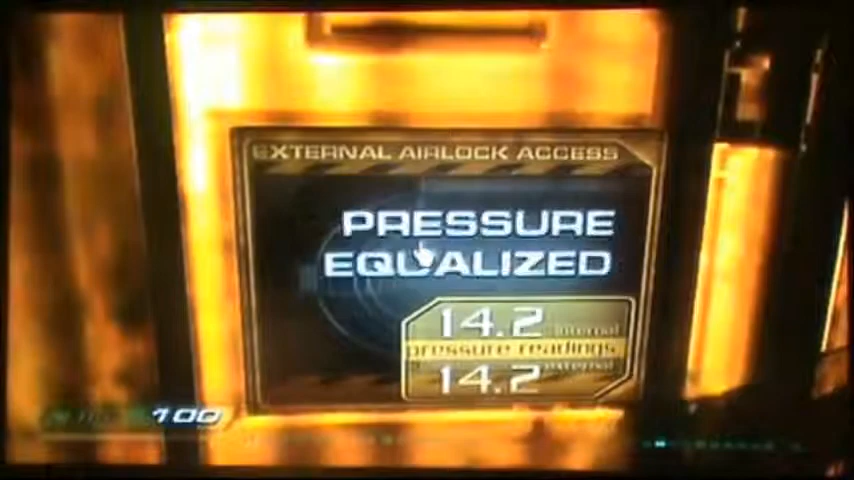 EXTERNAL AIRLOCK ACCESS
PRESSURE
EQUALIZED
14.2 internal
pressure readings
14.2 external
100